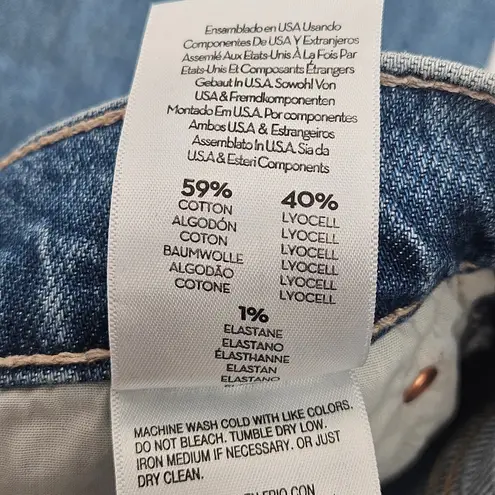 Ensamblado en USA Usando
Componentes De USA Y Extranjeros
Assemlé Aux Etats-Unis À La Fois Par
Etats-Unis Et Composants Étrangers
Gebaut In U.S.A. Sowohl Von
USA & Fremdkomponenten
Montado Em U.S.A. Por componentes
Ambos U.S.A & Estrangeiros
Assemblato In U.S.A. Sia da
U.S.A & Esteri Components
59%
COTTON
ALGODÓN
COTON
BAUMWOLLE
ALGODÃO
COTONE
40%
LYOCELL
LYOCELL
LYOCELL
LYOCELL
LYOCELL
LYOCELL
1%
ELASTANE
ELASTANO
ÉLASTHANNE
ELASTAN
ELASTANO
MACHINE WASH COLD WITH LIKE COLORS.
DO NOT BLEACH. TUMBLE DRY LOW.
IRON MEDIUM IF NECESSARY. OR JUST
DRY CLEAN.
EN FRIO CON